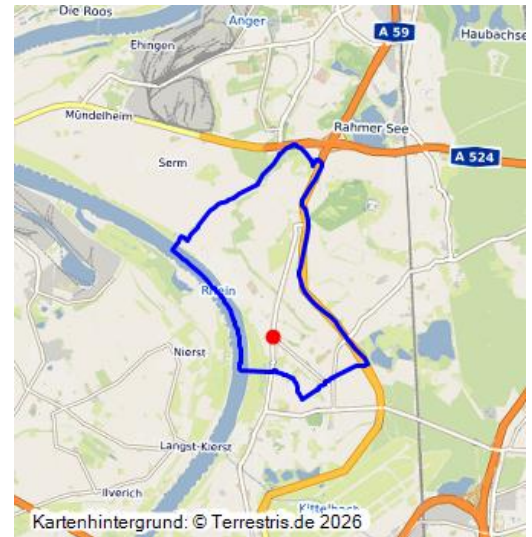 Die Roos
Anger
A 59
Haubachse
Ehingen
Mündelheim
Rahmer See
Serm
A 524
Rhein
Nierst
Langst-Kierst
Ilverich
Kittelbach
Kartenhintergrund: © Terrestris.de 2026